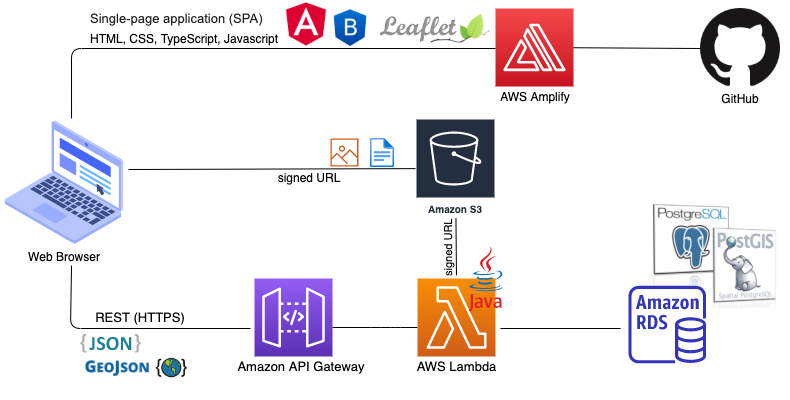 Single-page application (SPA)
HTML, CSS, TypeScript, Javascript
A
B
Leaflet
AWS Amplify
GitHub
signed URL
Amazon S3
Web Browser
signed URL
PostgreSQL
PostGIS
Spatial PostgreSQL
Java
REST (HTTPS)
{JSON}
GEOJSON { }
</>
Amazon API Gateway
AWS Lambda
Amazon
RDS